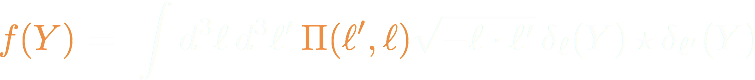 f(Y) = ∫ d³ℓ d³ℓ′ Π(ℓ′, ℓ) √−ℓ · ℓ′ δ_ℓ(Y) ⋆ δ_ℓ′(Y)